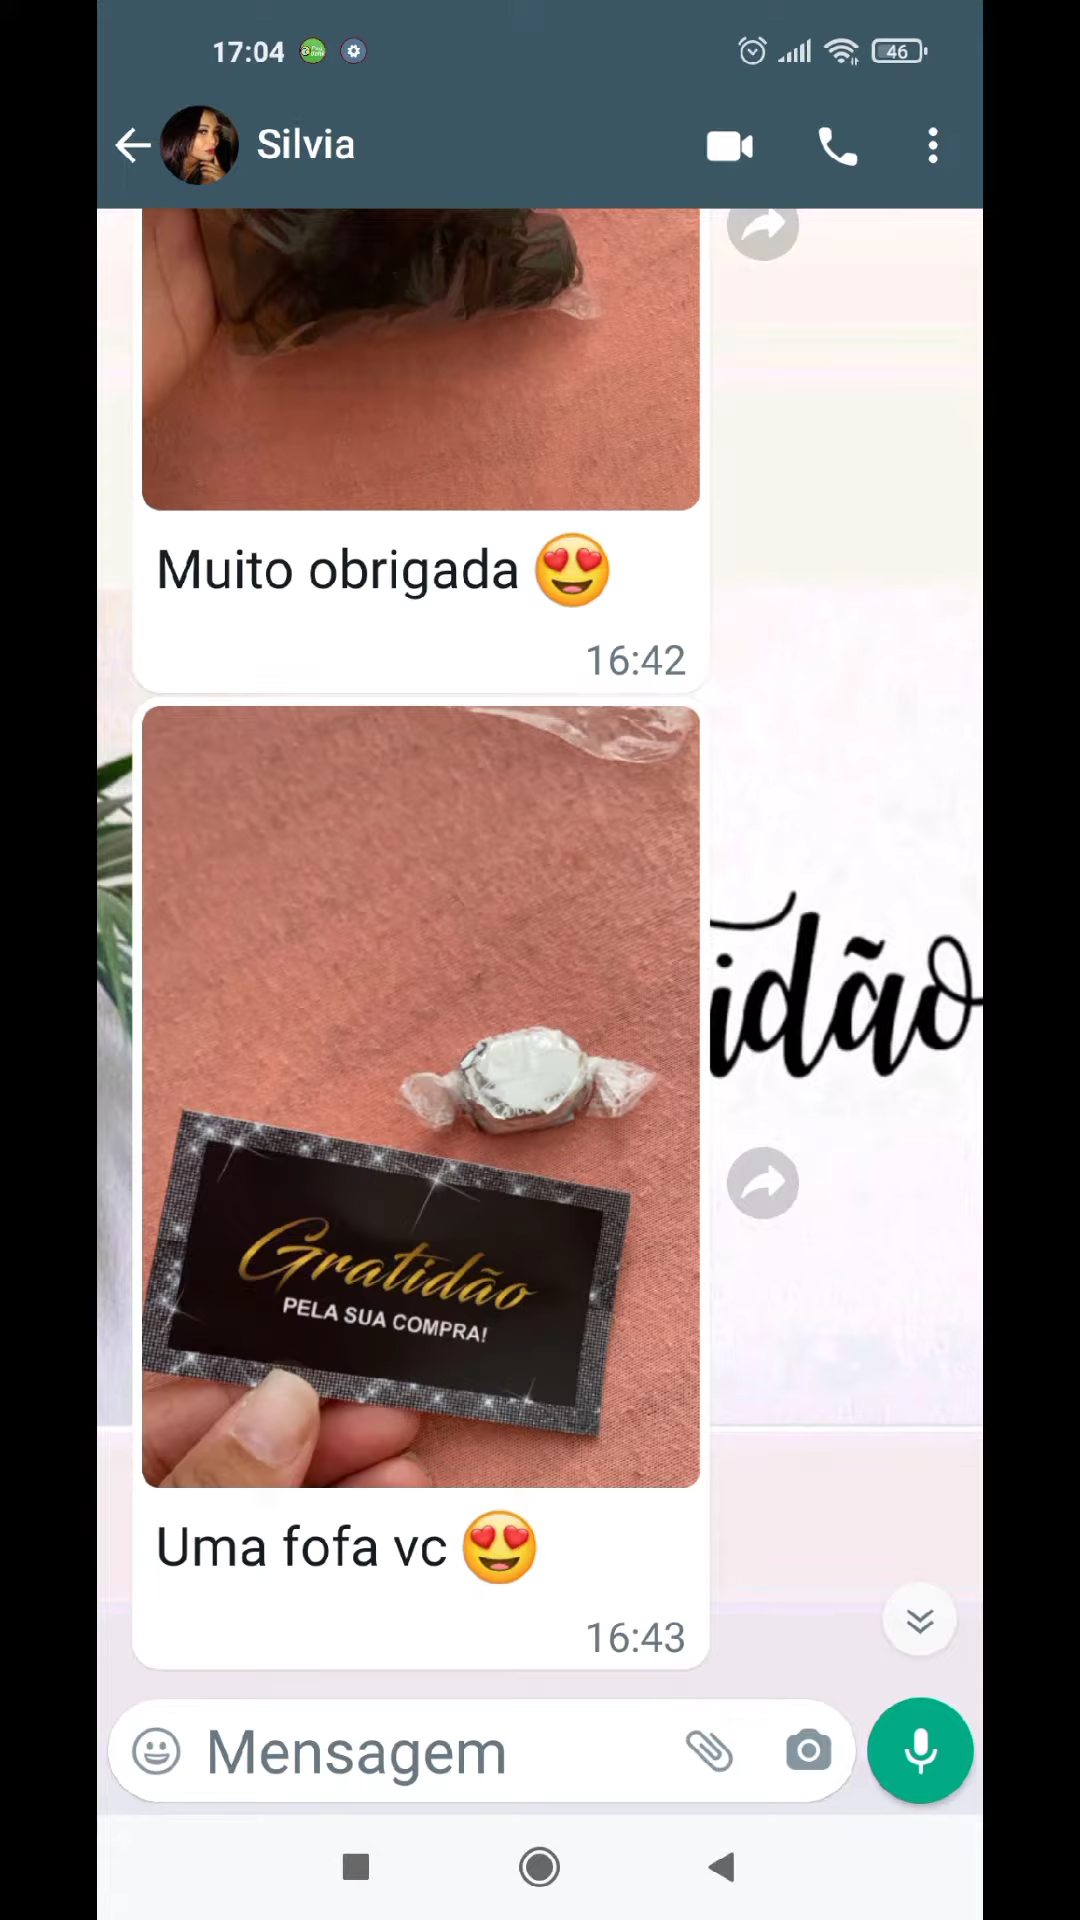 17:04
46
Silvia
Muito obrigada 😍
16:42
idão
Gratidão
PELA SUA COMPRA!
Uma fofa vc 😍
16:43
Mensagem